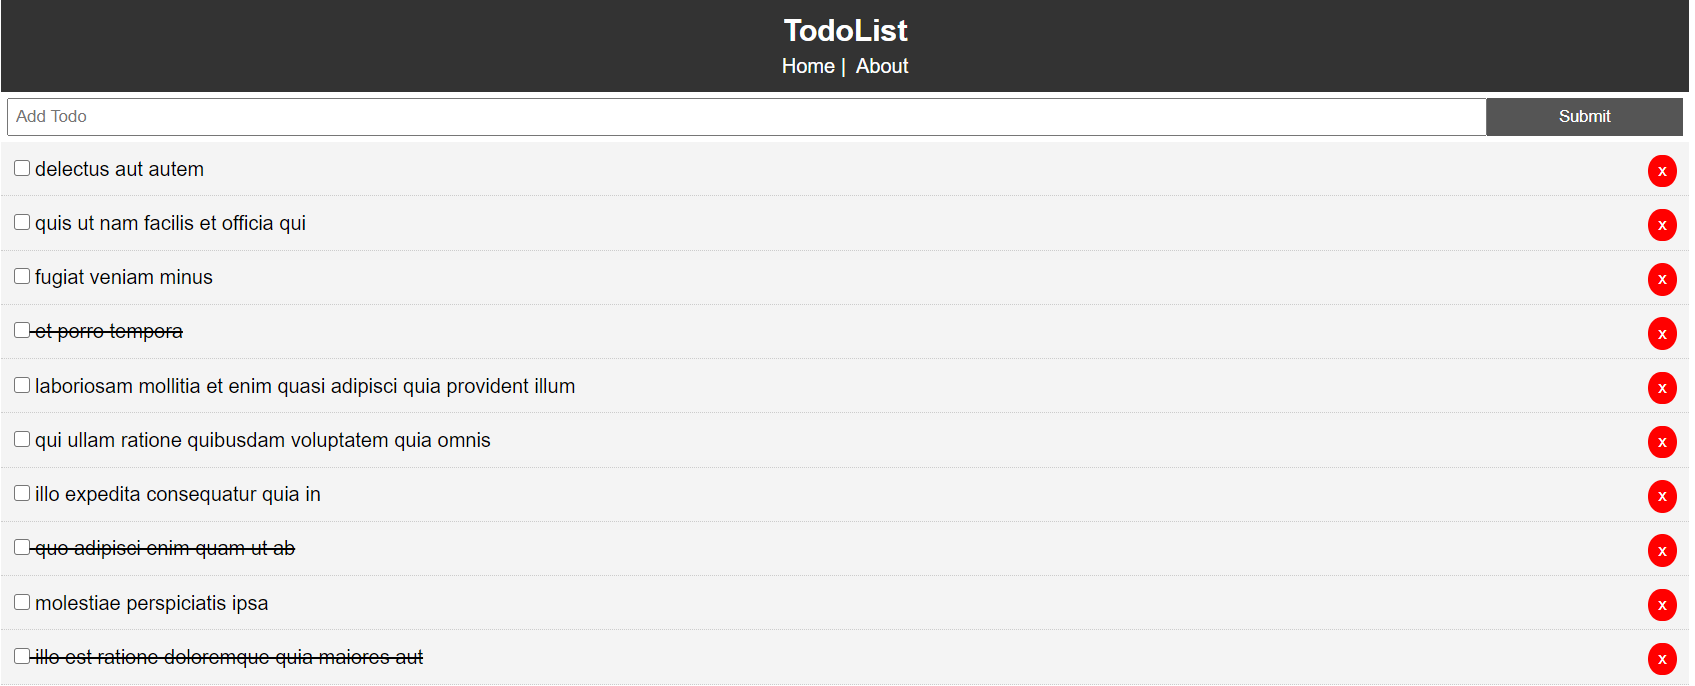 TodoList
Home | About
Add Todo Submit
delectus aut autem x
quis ut nam facilis et officia qui x
fugiat veniam minus x
et porro tempora x
laboriosam mollitia et enim quasi adipisci quia provident illum x
qui ullam ratione quibusdam voluptatem quia omnis x
illo expedita consequatur quia in x
quo adipisci enim quam ut ab x
molestiae perspiciatis ipsa x
illo est ratione doloremque quia maiores aut x